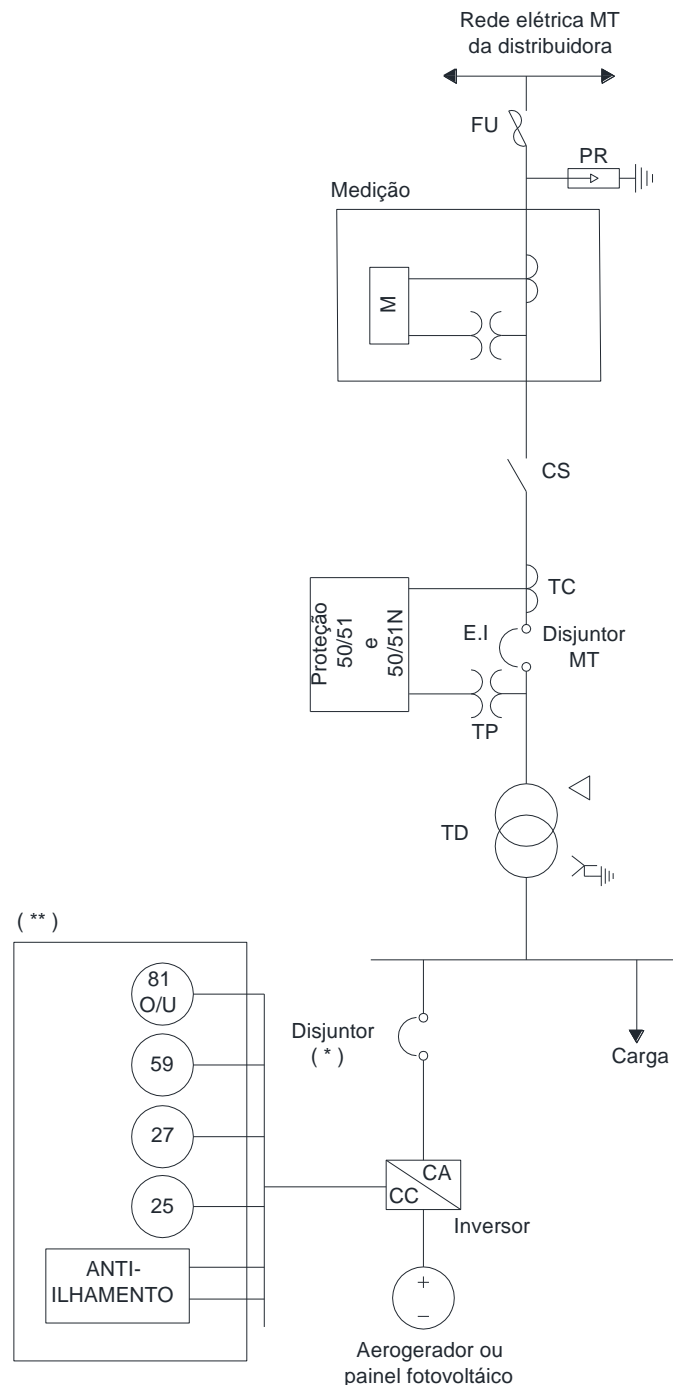 Rede elétrica MT
da distribuidora
FU
PR
Medição
M
CS
TC
Proteção
50/51
e
50/51N
E.I
Disjuntor
MT
TP
TD
( ** )
81
O/U
59
27
25
ANTI-
ILHAMENTO
Disjuntor
( * )
Carga
CA
CC
Inversor
+
–
Aerogerador ou
painel fotovoltáico